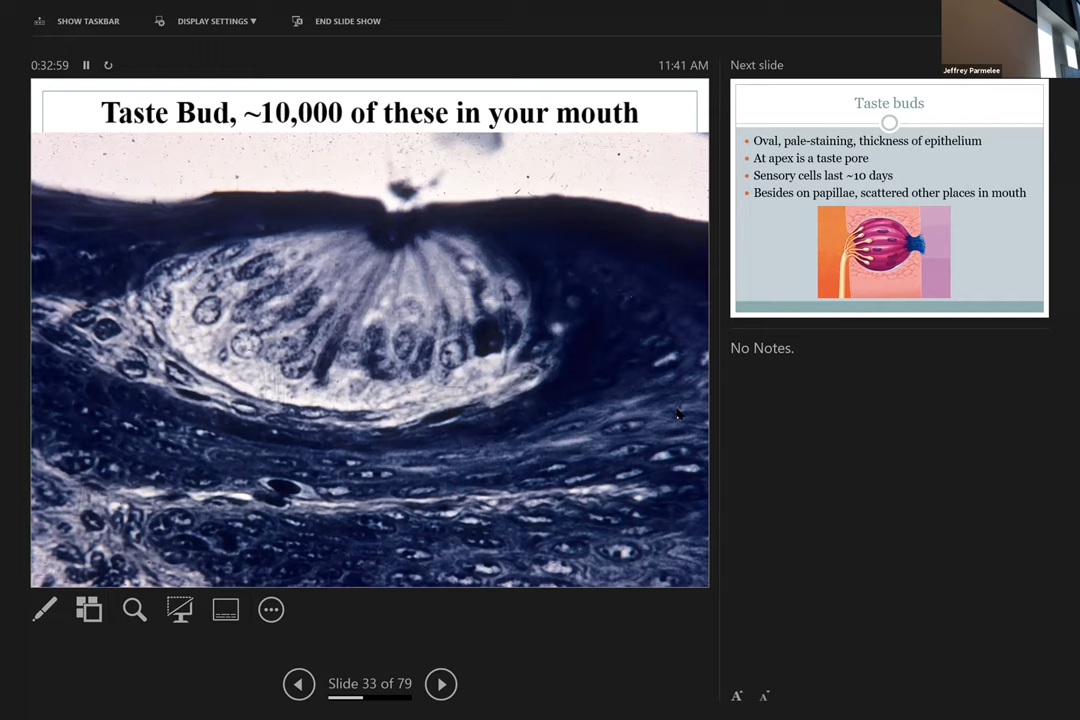 SHOW TASKBAR
DISPLAY SETTINGS ▼
END SLIDE SHOW
0:32:59
11:41 AM
Next slide
Jeffrey Parmelee
Taste Bud, ~10,000 of these in your mouth
Taste buds
• Oval, pale-staining, thickness of epithelium
• At apex is a taste pore
• Sensory cells last ~10 days
• Besides on papillae, scattered other places in mouth
No Notes.
Slide 33 of 79
A A